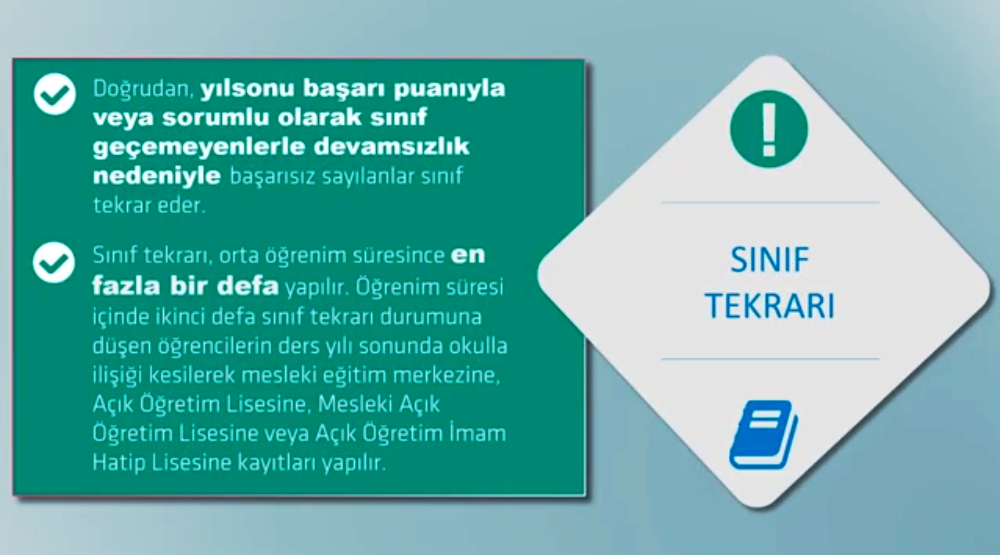 Doğrudan, yılsonu başarı puanıyla
veya sorumlu olarak sınıf
geçemeyenlerle devamsızlık
nedeniyle başarısız sayılanlar sınıf
tekrar eder.
Sınıf tekrarı, orta öğrenim süresince en
fazla bir defa yapılır. Öğrenim süresi
içinde ikinci defa sınıf tekrarı durumuna
düşen öğrencilerin ders yılı sonunda okulla
ilişiği kesilerek mesleki eğitim merkezine,
Açık Öğretim Lisesine, Mesleki Açık
Öğretim Lisesine veya Açık Öğretim İmam
Hatip Lisesine kayıtları yapılır.
SINIF
TEKRARI